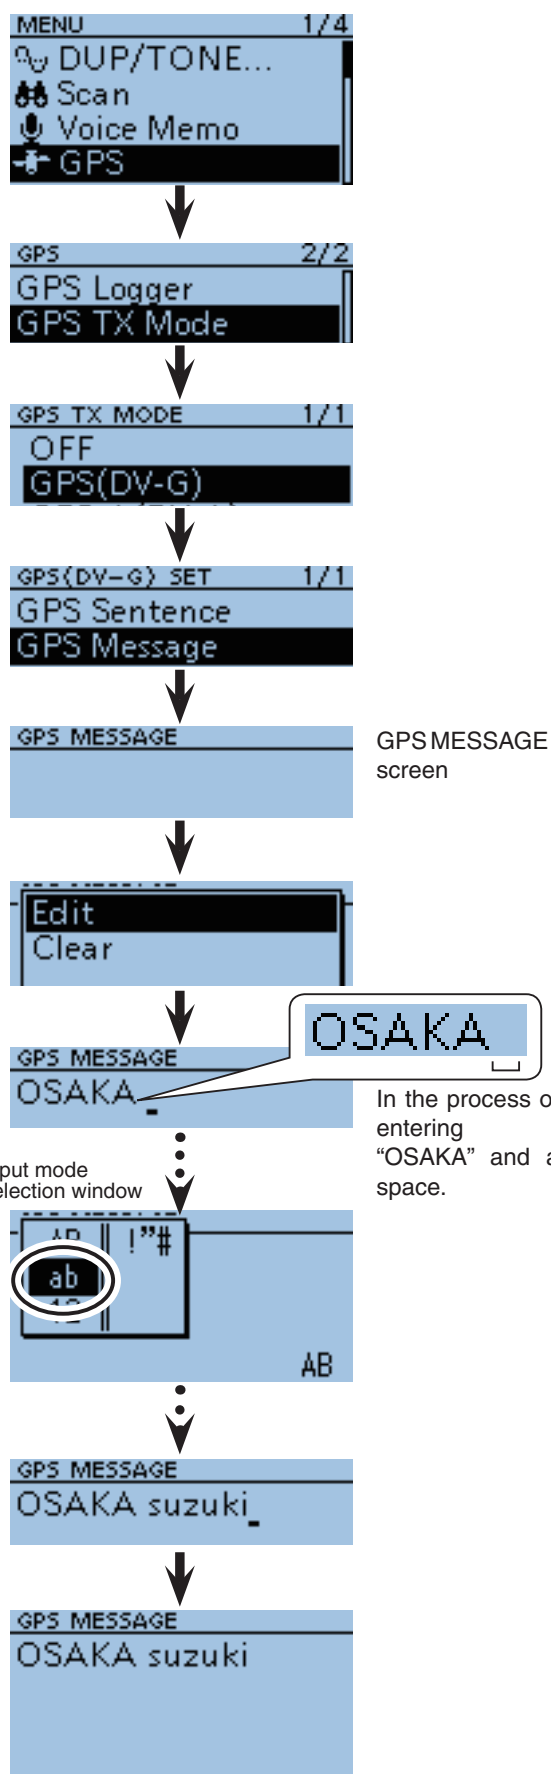 MENU 1/4
DUP/TONE...
Scan
Voice Memo
GPS
GPS 2/2
GPS Logger
GPS TX Mode
GPS TX MODE 1/1
OFF
GPS(DV-G)
GPS(DV-G) SET 1/1
GPS Sentence
GPS Message
GPS MESSAGE
GPS MESSAGE
screen
Edit
Clear
OSAKA
GPS MESSAGE
OSAKA
In the process o
entering
"OSAKA" and a
space.
put mode
election window
AB !"#
ab
12
AB
GPS MESSAGE
OSAKA suzuki
GPS MESSAGE
OSAKA suzuki